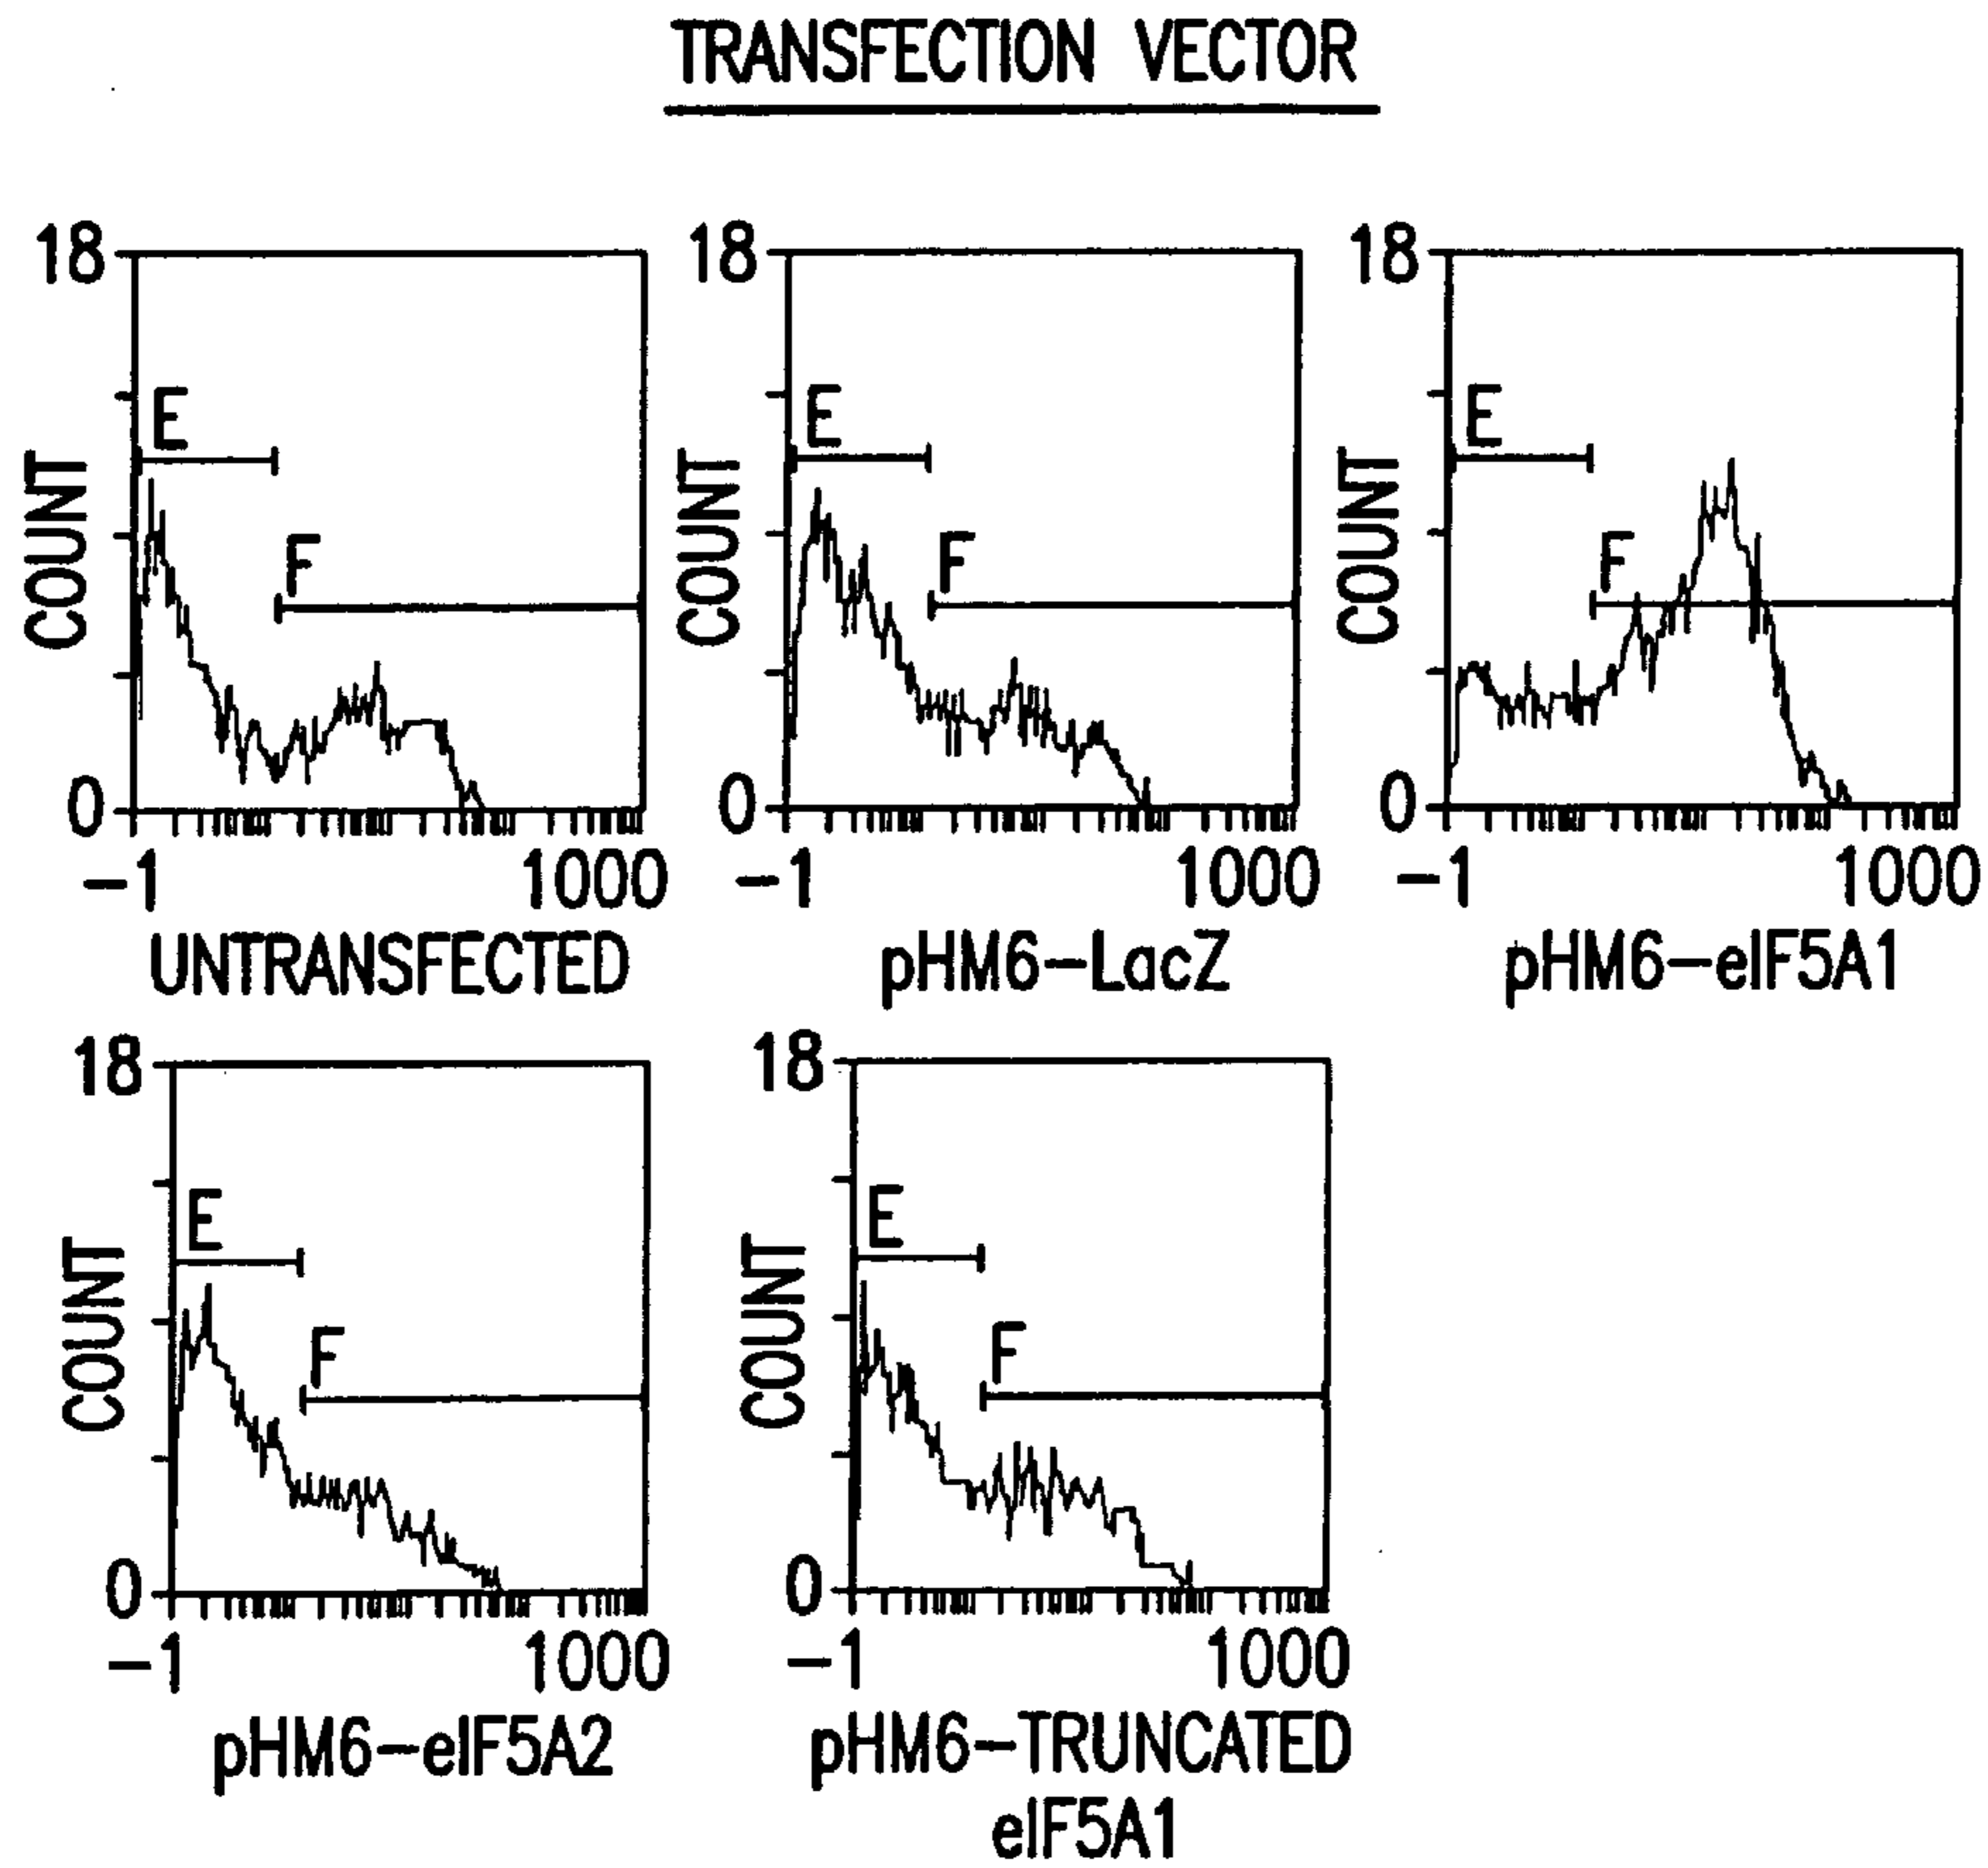 TRANSFECTION VECTOR
18 18 18
E E E
F F F
COUNT COUNT COUNT
0 0 0
-1 1000 -1 1000 -1 1000
UNTRANSFECTED pHM6-LacZ pHM6-eIF5A1
18 18
E E
F F
COUNT COUNT
0 0
-1 1000 -1 1000
pHM6-eIF5A2 pHM6-TRUNCATED
eIF5A1